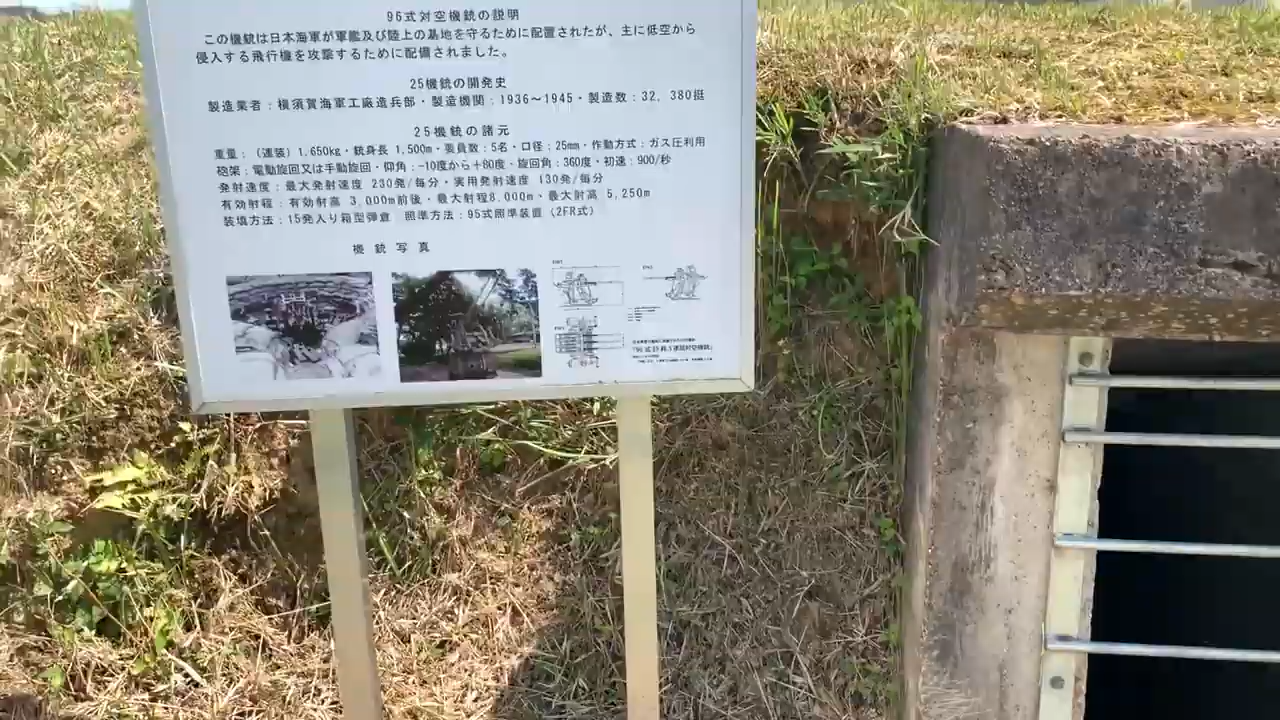 96式対空機銃の説明
この機銃は日本海軍が軍艦及び陸上の基地を守るために配置されたが、主に低空から
侵入する飛行機を攻撃するために配備されました。
25機銃の開発史
製造業者：横須賀海軍工廠造兵部・製造機関：1936～1945・製造数：32，380挺
25機銃の諸元
重量：（連装）1,650kg・銃身長 1,500m・要員数：5名・口径：25mm・作動方式：ガス圧利用
砲架：電動旋回又は手動旋回・仰角：−10度から＋80度・旋回角：360度・初速：900/秒
発射速度：最大発射速度 230発/毎分・実用発射速度 130発/毎分
有効射程：有効射高 3,000m前後・最大射程8,000m・最大射高 5,250m
装填方法：15発入り箱型弾倉 照準方法：95式照準装置（2FR式）
機銃写真